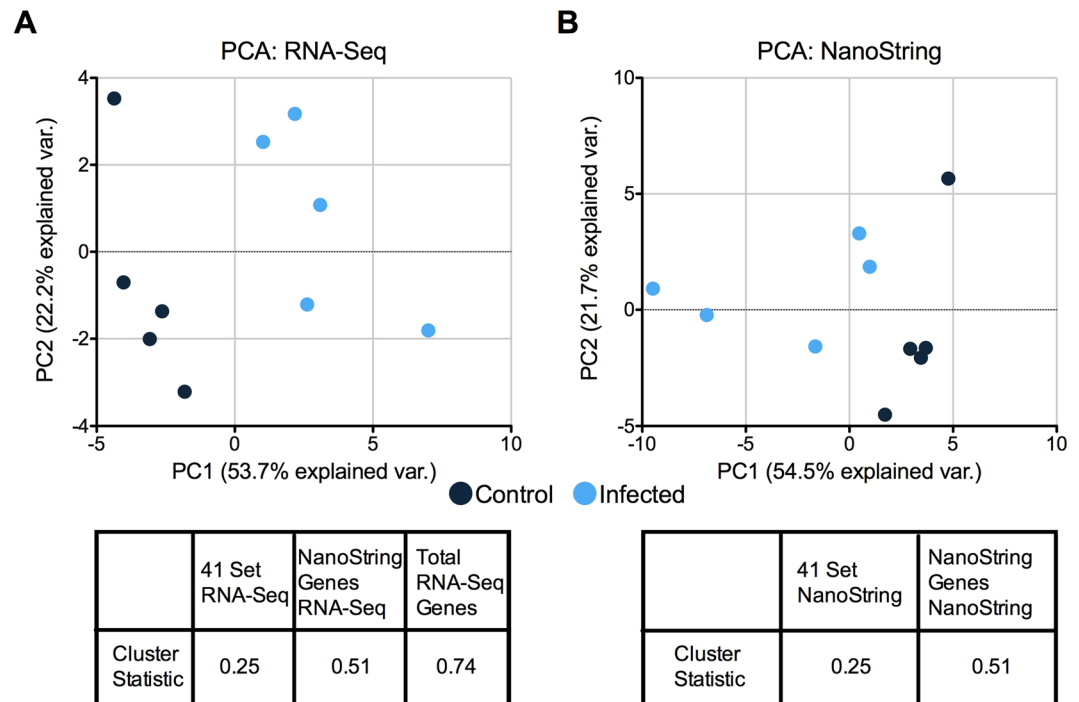 A
PCA: RNA-Seq
4
2
0
-2
-4
-5
0
5
10
PC2 (22.2% explained var.)
PC1 (53.7% explained var.)
B
PCA: NanoString
10
5
0
-5
-10
-5
0
5
10
PC2 (21.7% explained var.)
PC1 (54.5% explained var.)
Control
Infected
41 Set
RNA-Seq
NanoString
Genes
RNA-Seq
Total
RNA-Seq
Genes
Cluster
Statistic
0.25
0.51
0.74
41 Set
NanoString
NanoString
Genes
NanoString
Cluster
Statistic
0.25
0.51